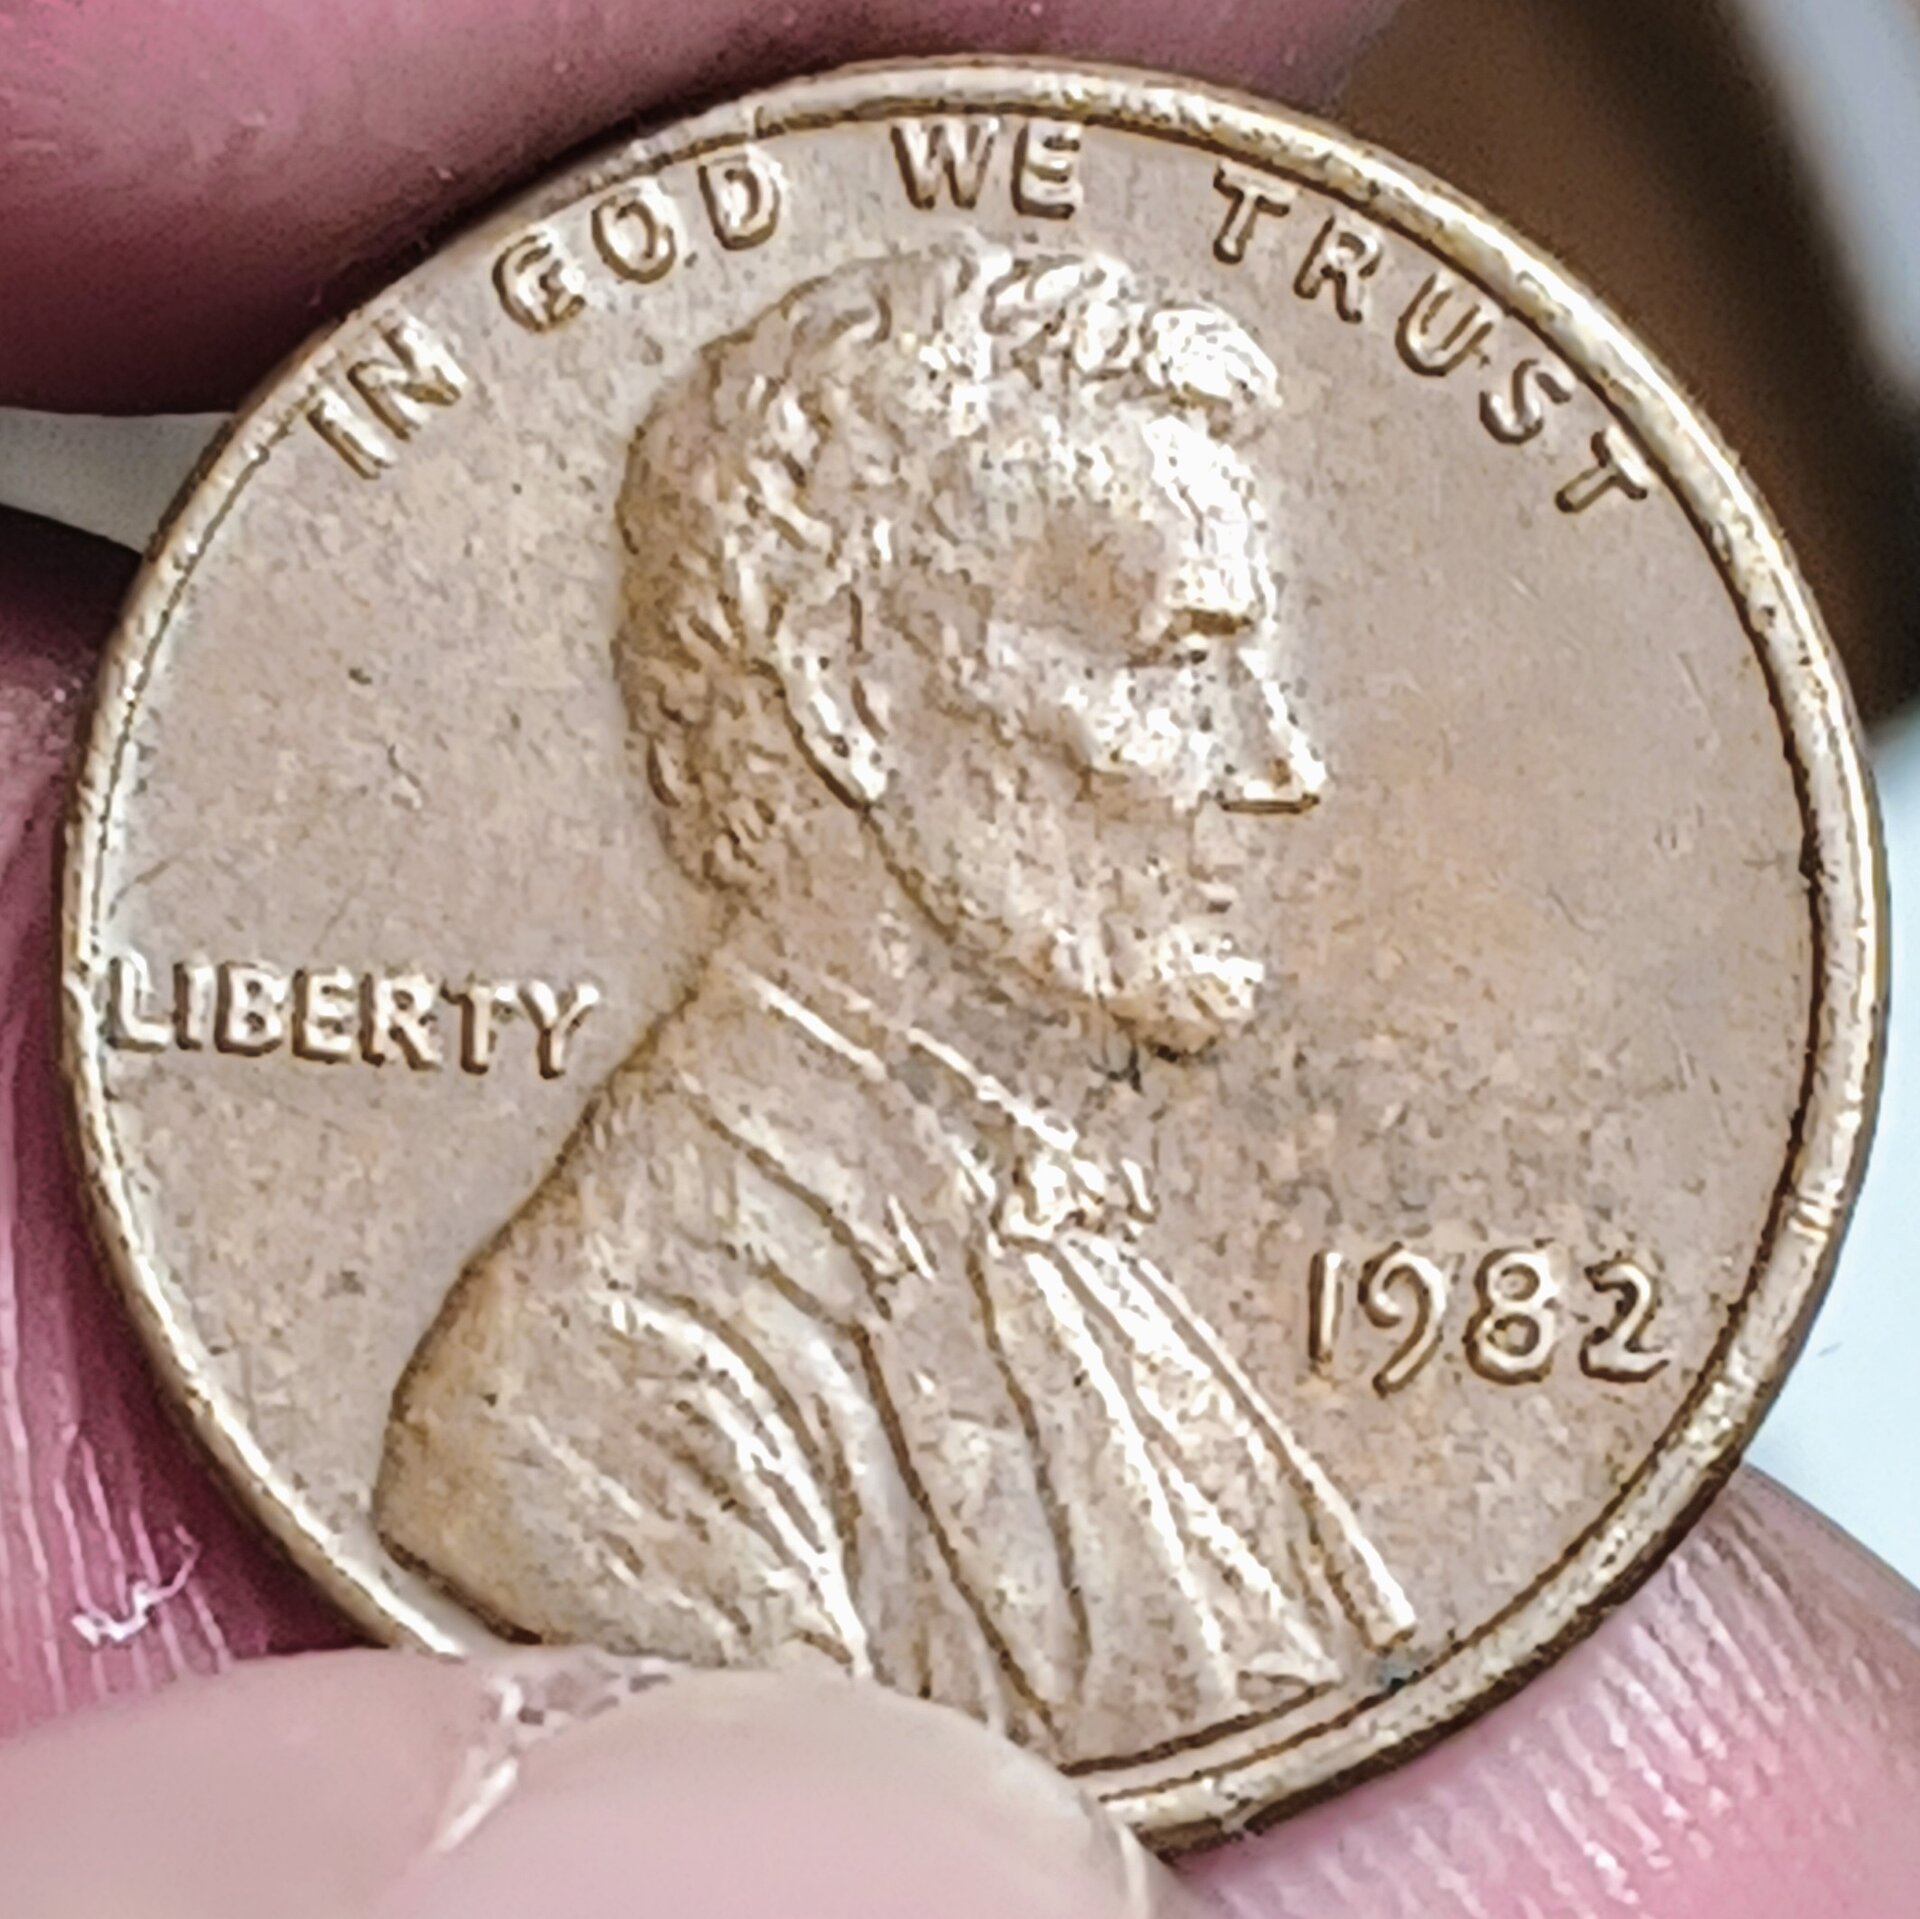 IN GOD WE TRUST
LIBERTY
1982